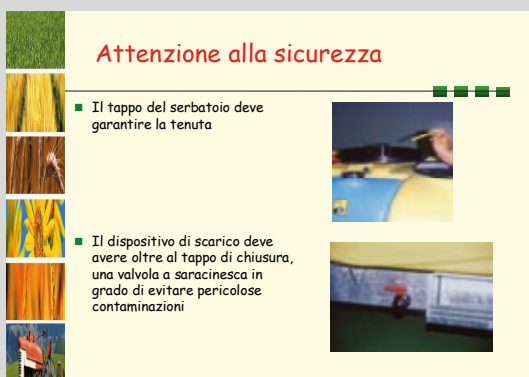 Attenzione alla sicurezza
Il tappo del serbatoio deve
garantire la tenuta
Il dispositivo di scarico deve
avere oltre al tappo di chiusura,
una valvola a saracinesca in
grado di evitare pericolose
contaminazioni